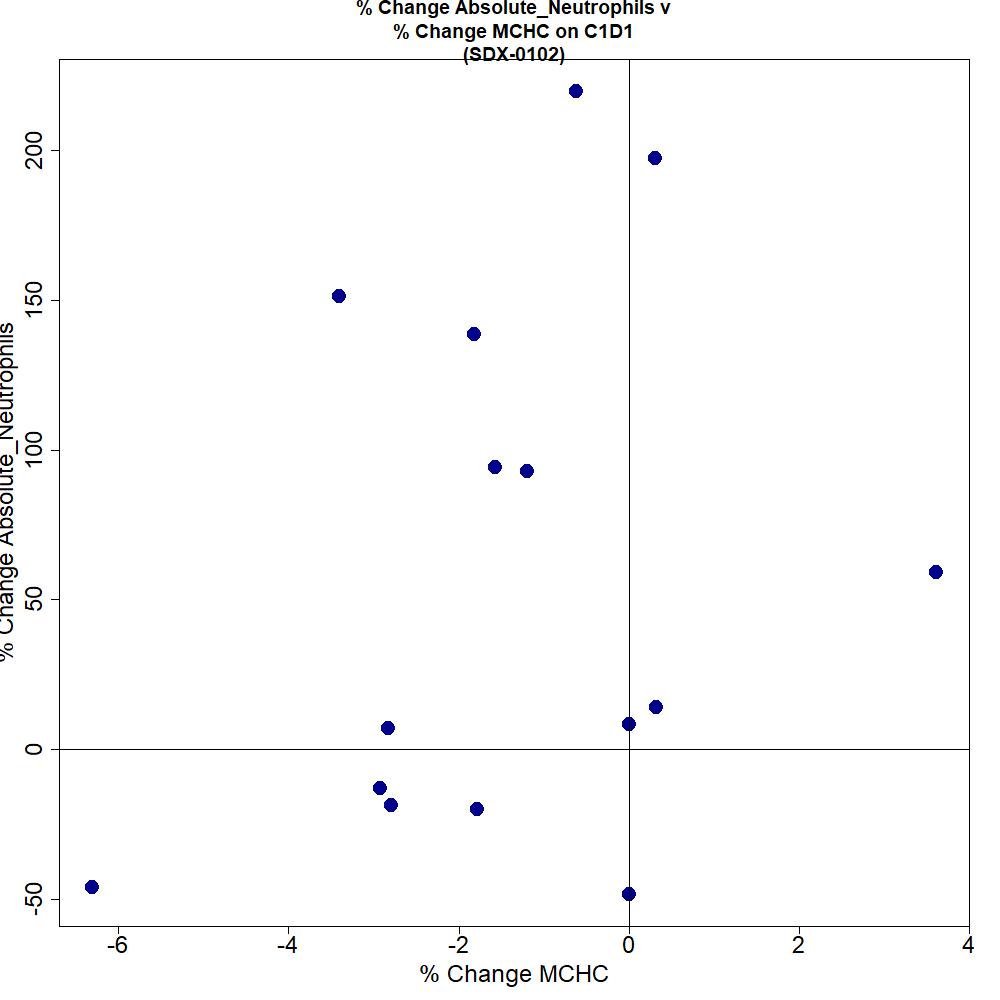 % Change Absolute_Neutrophils v
% Change MCHC on C1D1
(SDX-0102)
% Change Absolute_Neutrophils
200
150
100
50
0
-50
-6
-4
-2
0
2
4
% Change MCHC